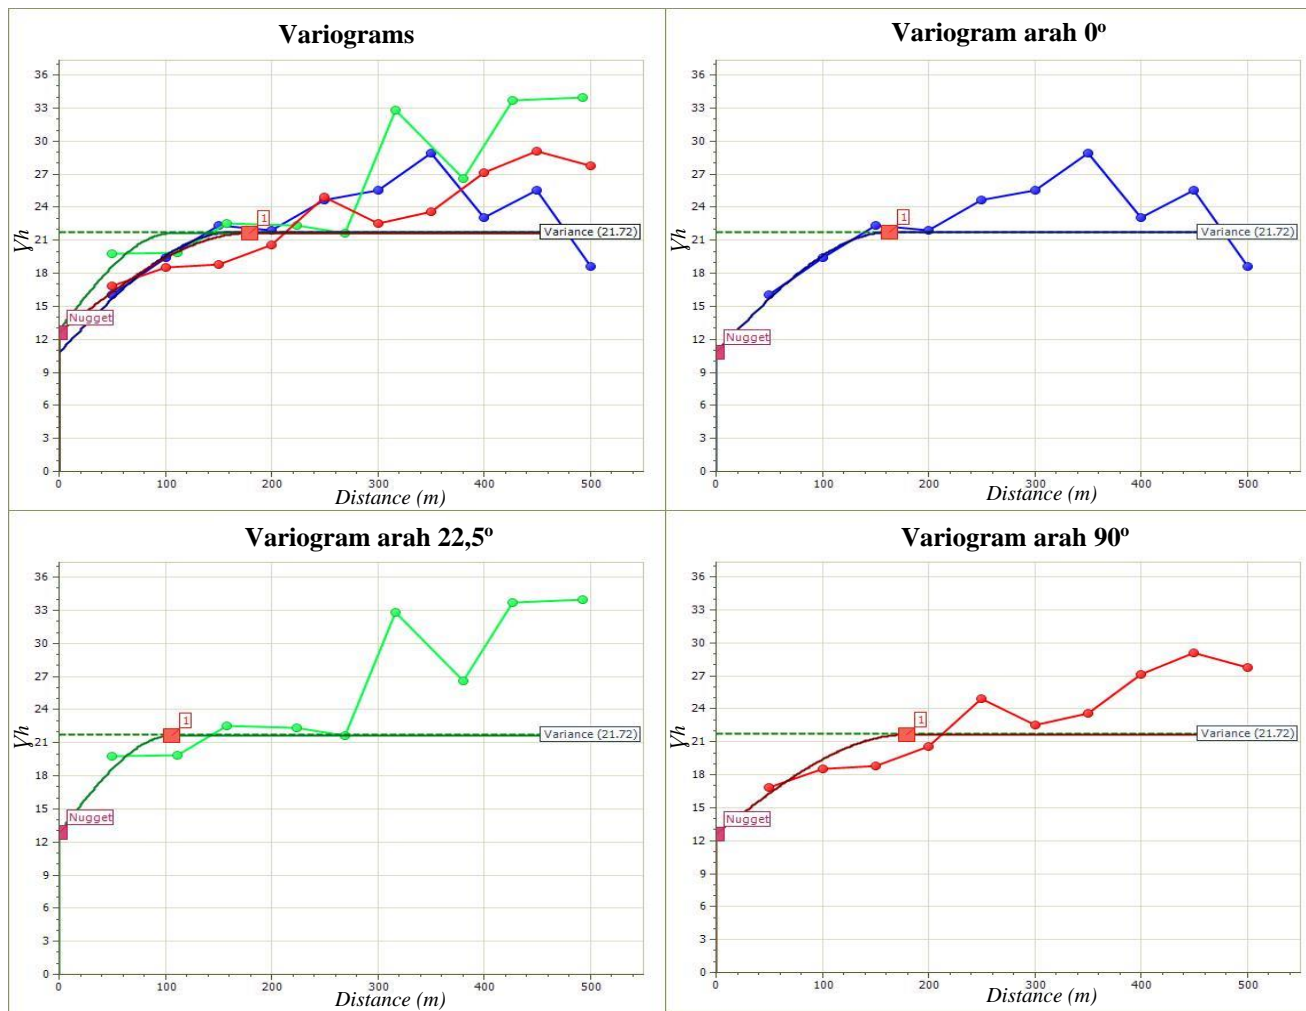 Variograms
36
33
30
27
24
21
18
15
12
9
6
3
0
γh
1
Variance (21.72)
Nugget
0 100 200 300 400 500
Distance (m)
Variogram arah 0º
36
33
30
27
24
21
18
15
12
9
6
3
0
γh
1
Variance (21.72)
Nugget
0 100 200 300 400 500
Distance (m)
Variogram arah 22,5º
36
33
30
27
24
21
18
15
12
9
6
3
0
γh
1
Variance (21.72)
Nugget
0 100 200 300 400 500
Distance (m)
Variogram arah 90º
36
33
30
27
24
21
18
15
12
9
6
3
0
γh
1
Variance (21.72)
Nugget
0 100 200 300 400 500
Distance (m)